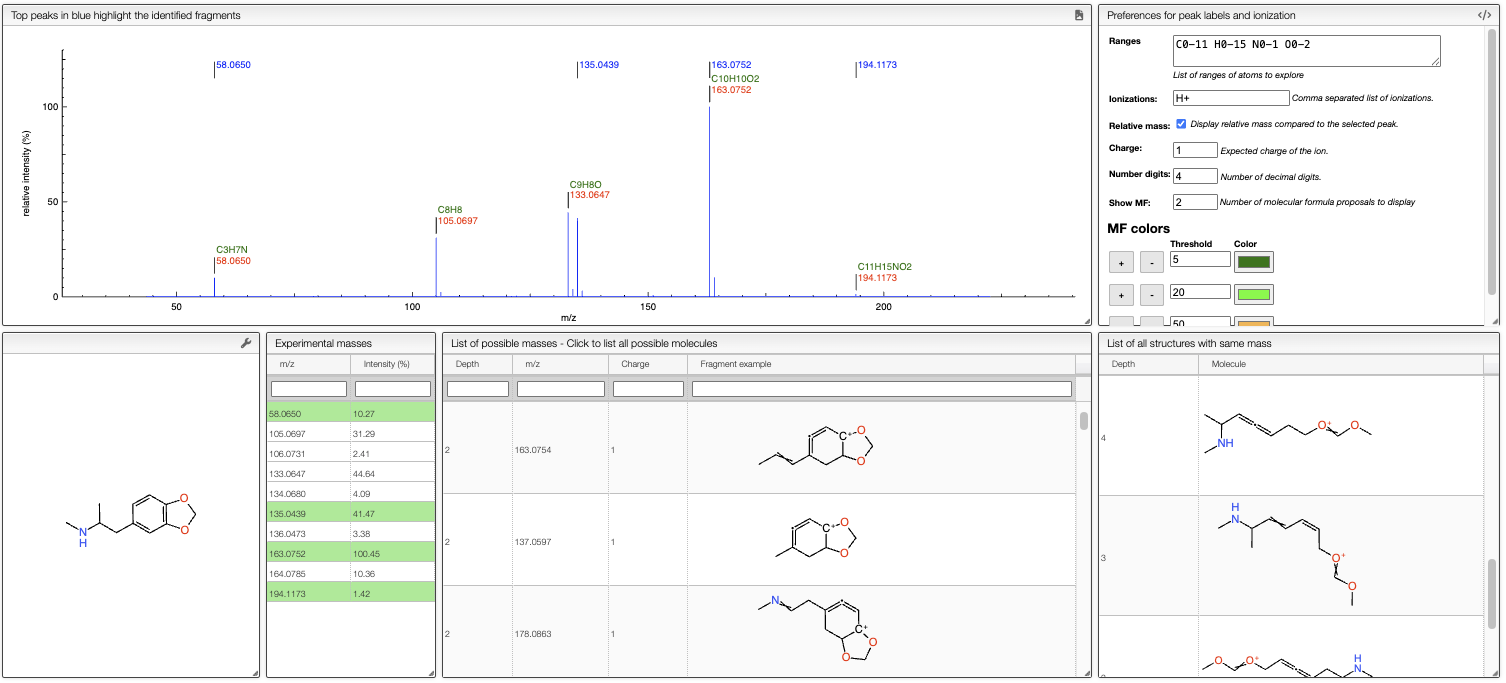 Top peaks in blue highlight the identified fragments
58.0650
135.0439
163.0752
194.1173
C10H10O2
163.0752
100
relative intensity (%)
C9H8O
133.0647
50
C8H8
105.0697
C3H7N
58.0650
C11H15NO2
194.1173
0
50
100
150
200
m/z
Preferences for peak labels and ionization
</>
Ranges
C0-11 H0-15 N0-1 O0-2
List of ranges of atoms to explore
Ionizations:
H+
Comma separated list of ionizations.
Relative mass:
Display relative mass compared to the selected peak.
Charge:
1
Expected charge of the ion.
Number digits:
4
Number of decimal digits.
Show MF:
2
Number of molecular formula proposals to display
MF colors
Threshold
Color
+
-
5
+
-
20
50
O
O
N
H
Experimental masses
m/z
Intensity (%)
58.0650
10.27
105.0697
31.29
106.0731
2.41
133.0647
44.64
134.0680
4.09
135.0439
41.47
136.0473
3.38
163.0752
100.45
164.0785
10.36
194.1173
1.42
List of possible masses - Click to list all possible molecules
Depth
m/z
Charge
Fragment example
2
163.0754
1
C+
O
O
2
137.0597
1
C+
O
O
2
178.0863
1
N
C+
O
O
List of all structures with same mass
Depth
Molecule
4
NH
O+
O
3
H
N
O+
O
O
O+
H
N